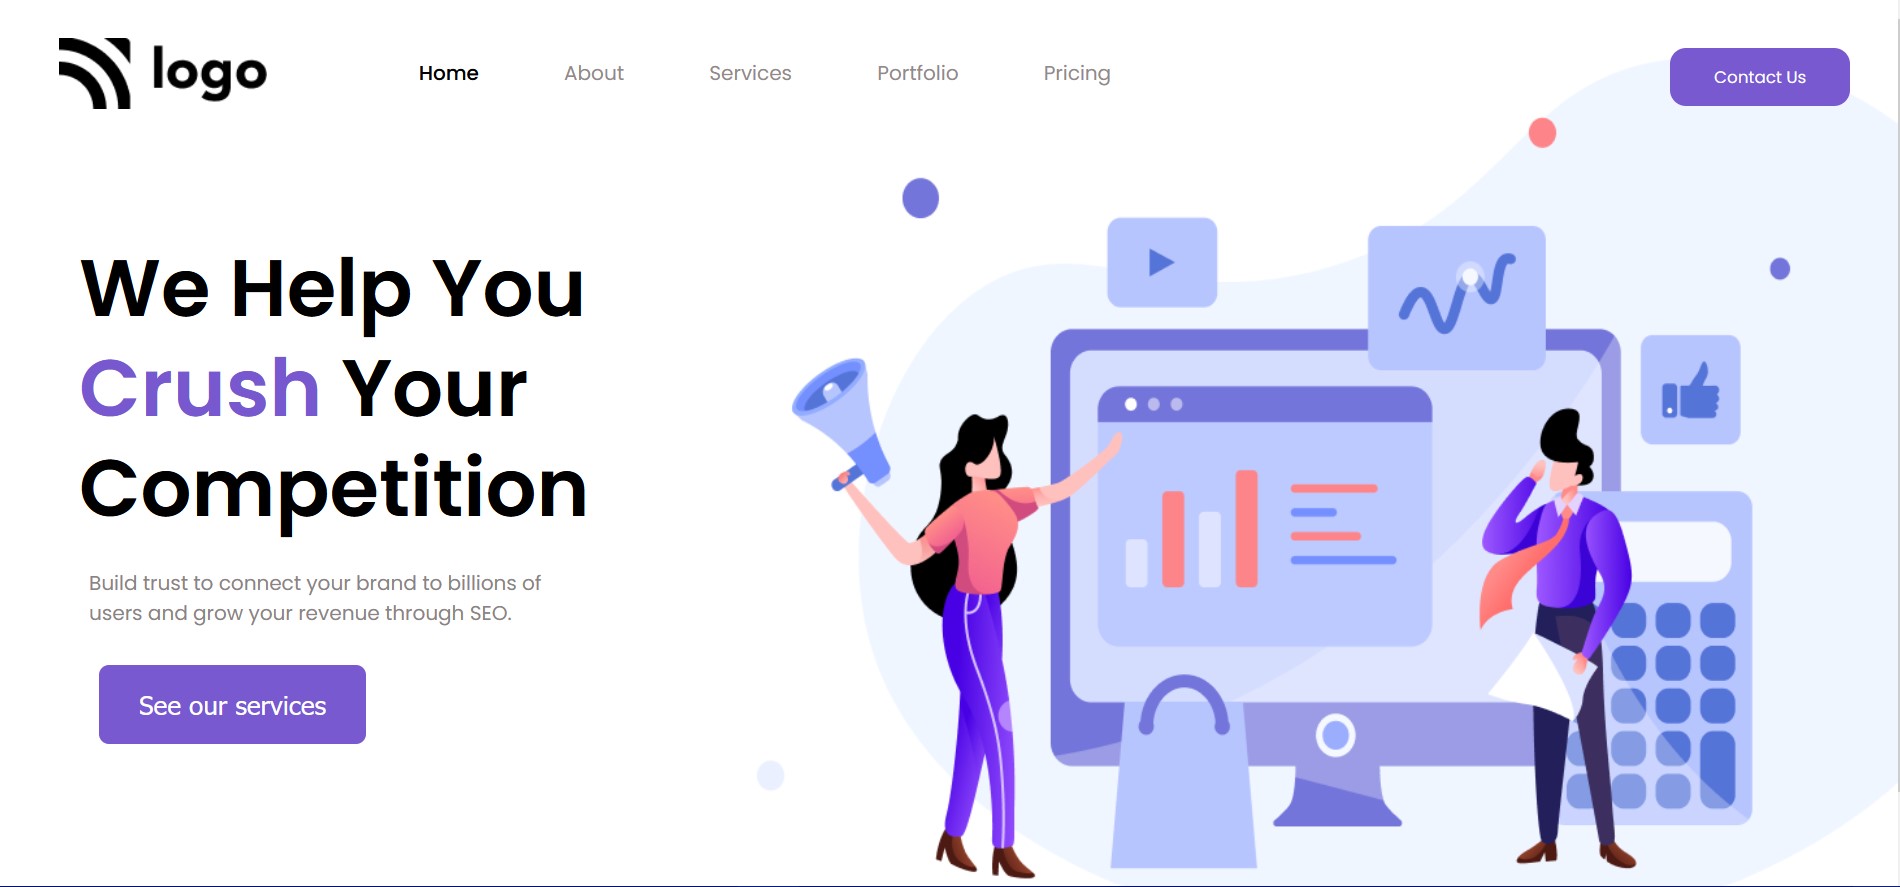 logo
Home About Services Portfolio Pricing
Contact Us
We Help You
Crush Your
Competition
Build trust to connect your brand to billions of
users and grow your revenue through SEO.
See our services